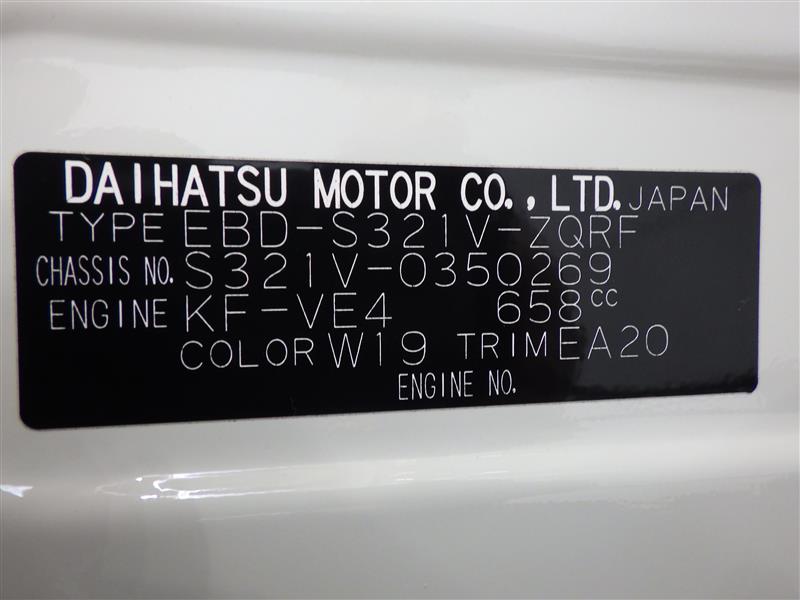 DAIHATSU MOTOR CO., LTD. JAPAN
TYPE EBD-S321V-ZQRF
CHASSIS NO. S321V-0350269
ENGINE KF-VE4 658cc
COLOR W19 TRIM EA20
ENGINE NO.